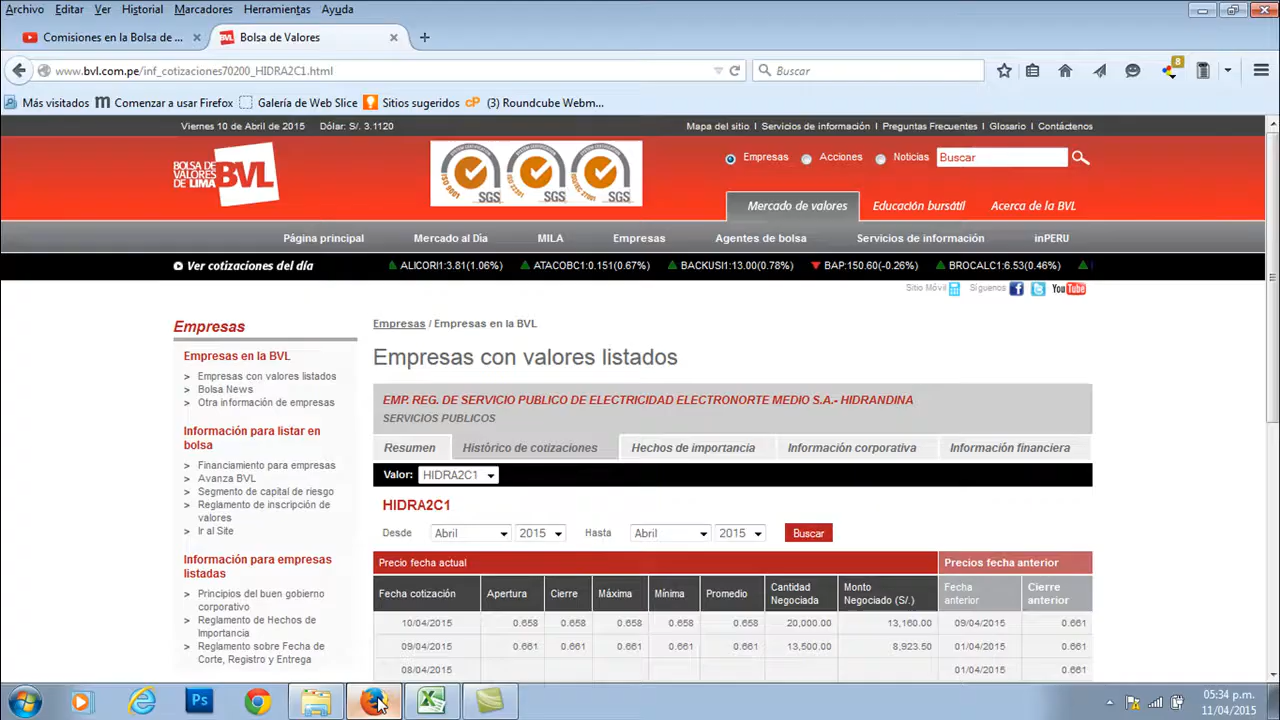 Archivo Editar Ver Historial Marcadores Herramientas Ayuda
Comisiones en la Bolsa de ... × Bolsa de Valores ×
www.bvl.com.pe/inf_cotizaciones70200_HIDRA2C1.html Buscar 8
Más visitados Comenzar a usar Firefox Galería de Web Slice Sitios sugeridos (3) Roundcube Webm...
Viernes 10 de Abril de 2015 Dólar: S/. 3.1120 Mapa del sitio | Servicios de información | Preguntas Frecuentes | Glosario | Contáctenos
BOLSA DE VALORES DE LIMA BVL
SGS SGS SGS
Empresas Acciones Noticias Buscar
Mercado de valores Educación bursátil Acerca de la BVL
Página principal Mercado al Día MILA Empresas Agentes de bolsa Servicios de información inPERU
Ver cotizaciones del día ALICORI1:3.81(1.06%) ATACOBC1:0.151(0.67%) BACKUSI1:13.00(0.78%) BAP:150.60(-0.26%) BROCALC1:6.53(0.46%)
Sitio Móvil Síguenos YouTube
Empresas
Empresas en la BVL
> Empresas con valores listados
> Bolsa News
> Otra información de empresas
Información para listar en
bolsa
> Financiamiento para empresas
> Avanza BVL
> Segmento de capital de riesgo
> Reglamento de inscripción de
valores
> Ir al Site
Información para empresas
listadas
> Principios del buen gobierno
corporativo
> Reglamento de Hechos de
Importancia
> Reglamento sobre Fecha de
Corte, Registro y Entrega
Empresas / Empresas en la BVL
Empresas con valores listados
EMP. REG. DE SERVICIO PUBLICO DE ELECTRICIDAD ELECTRONORTE MEDIO S.A.- HIDRANDINA
SERVICIOS PUBLICOS
Resumen Histórico de cotizaciones Hechos de importancia Información corporativa Información financiera
Valor: HIDRA2C1
HIDRA2C1
Desde Abril 2015 Hasta Abril 2015 Buscar
Precio fecha actual Precios fecha anterior
Fecha cotización Apertura Cierre Máxima Mínima Promedio Cantidad Negociada Monto Negociado (S/.) Fecha anterior Cierre anterior
10/04/2015 0.658 0.658 0.658 0.658 0.658 20,000.00 13,160.00 09/04/2015 0.661
09/04/2015 0.661 0.661 0.661 0.661 0.661 13,500.00 8,923.50 01/04/2015 0.661
08/04/2015 01/04/2015 0.661
Ps
05:34 p.m.
11/04/2015